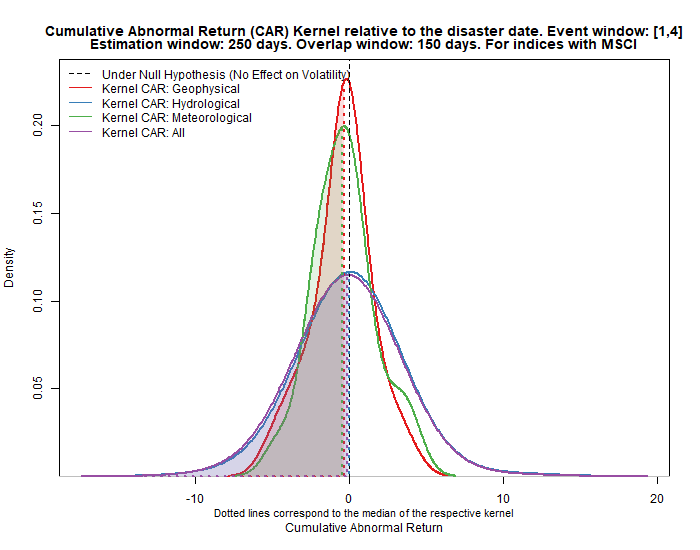 Cumulative Abnormal Return (CAR) Kernel relative to the disaster date. Event window: [1,4]
Estimation window: 250 days. Overlap window: 150 days. For indices with MSCI
Under Null Hypothesis (No Effect on Volatility)
Kernel CAR: Geophysical
Kernel CAR: Hydrological
Kernel CAR: Meteorological
Kernel CAR: All
0.20
0.15
0.10
0.05
Density
-10 0 10 20
Dotted lines correspond to the median of the respective kernel
Cumulative Abnormal Return